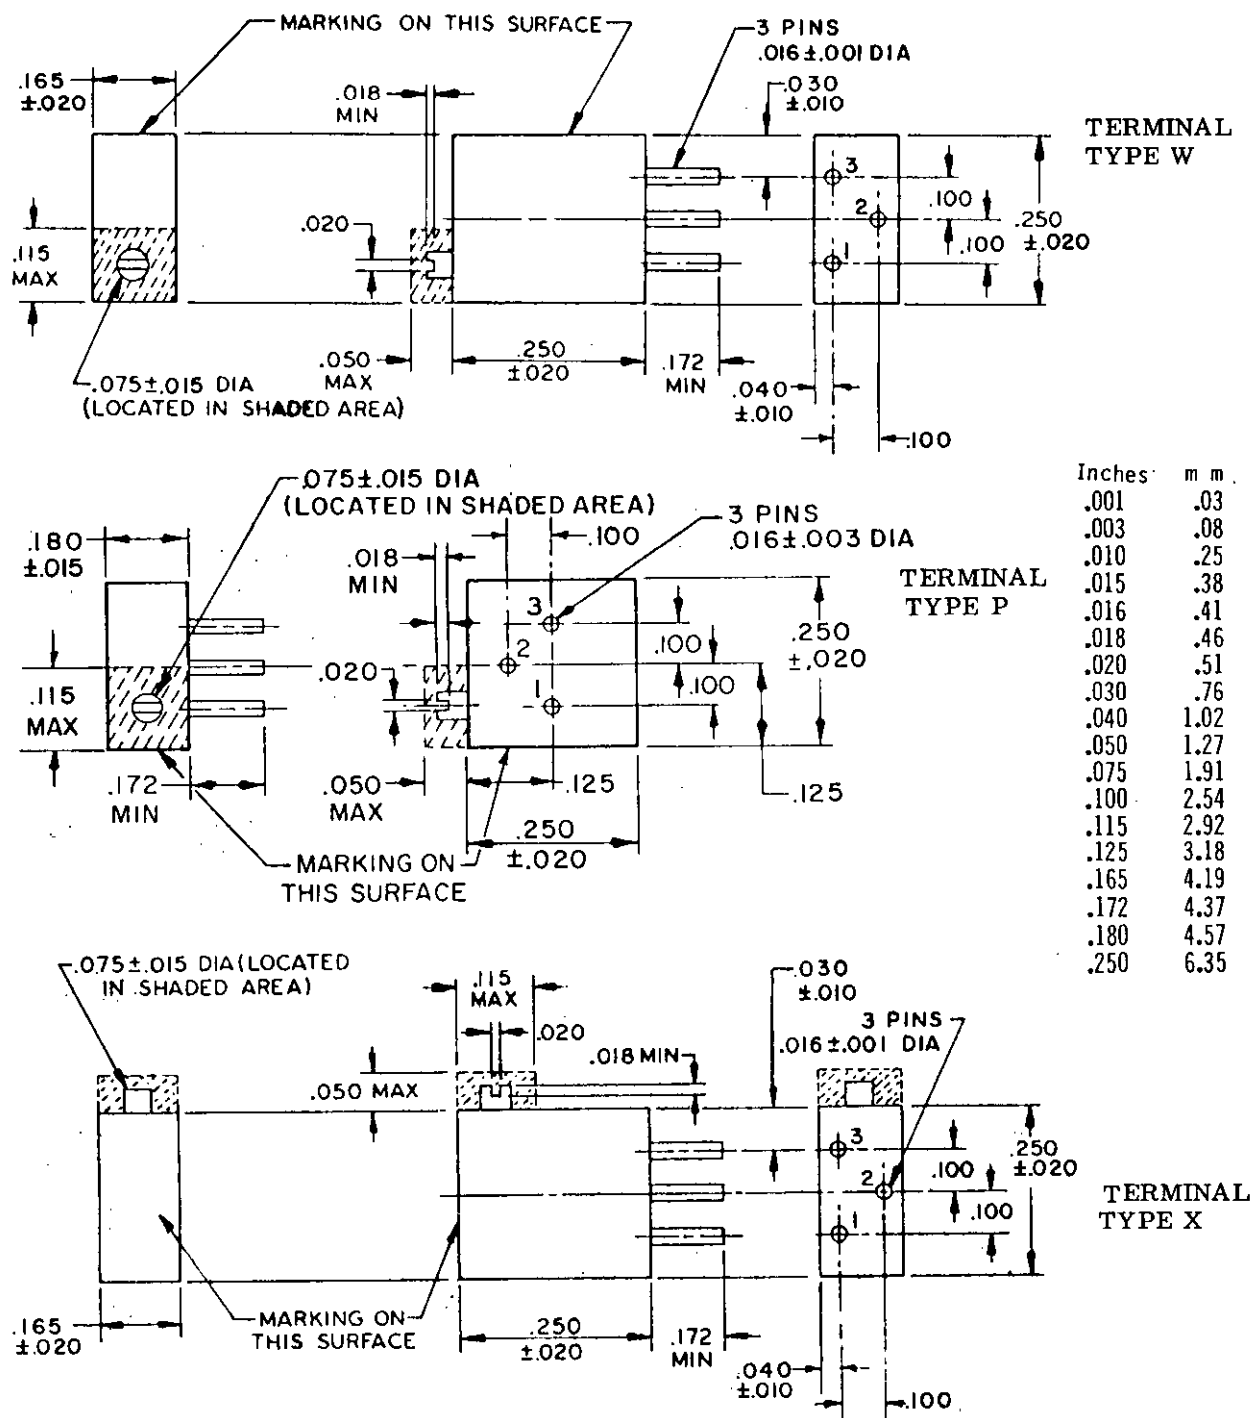 MARKING ON THIS SURFACE
3 PINS
.016±.001 DIA
.165
±.020
.018
MIN
.030
±.010
TERMINAL
TYPE W
3
2
1
.100
.100
.250
±.020
.020
.115
MAX
.050
MAX
.250
±.020
.172
MIN
.040
±.010
.100
.075±.015 DIA
(LOCATED IN SHADED AREA)
.075±.015 DIA
(LOCATED IN SHADED AREA)
3 PINS
.016±.003 DIA
.100
.180
±.015
.018
MIN
TERMINAL
TYPE P
3
2
1
.100
.100
.250
±.020
.020
.115
MAX
.172
MIN
.050
MAX
.125
.125
.250
±.020
MARKING ON
THIS SURFACE
Inches m m
.001 .03
.003 .08
.010 .25
.015 .38
.016 .41
.018 .46
.020 .51
.030 .76
.040 1.02
.050 1.27
.075 1.91
.100 2.54
.115 2.92
.125 3.18
.165 4.19
.172 4.37
.180 4.57
.250 6.35
.075±.015 DIA (LOCATED
IN SHADED AREA)
.115
MAX
.020
.018 MIN
.050 MAX
.030
±.010
3 PINS
.016±.001 DIA
3
2
1
.100
.100
.250
±.020
TERMINAL
TYPE X
.165
±.020
MARKING ON
THIS SURFACE
.250
±.020
.172
MIN
.040
±.010
.100